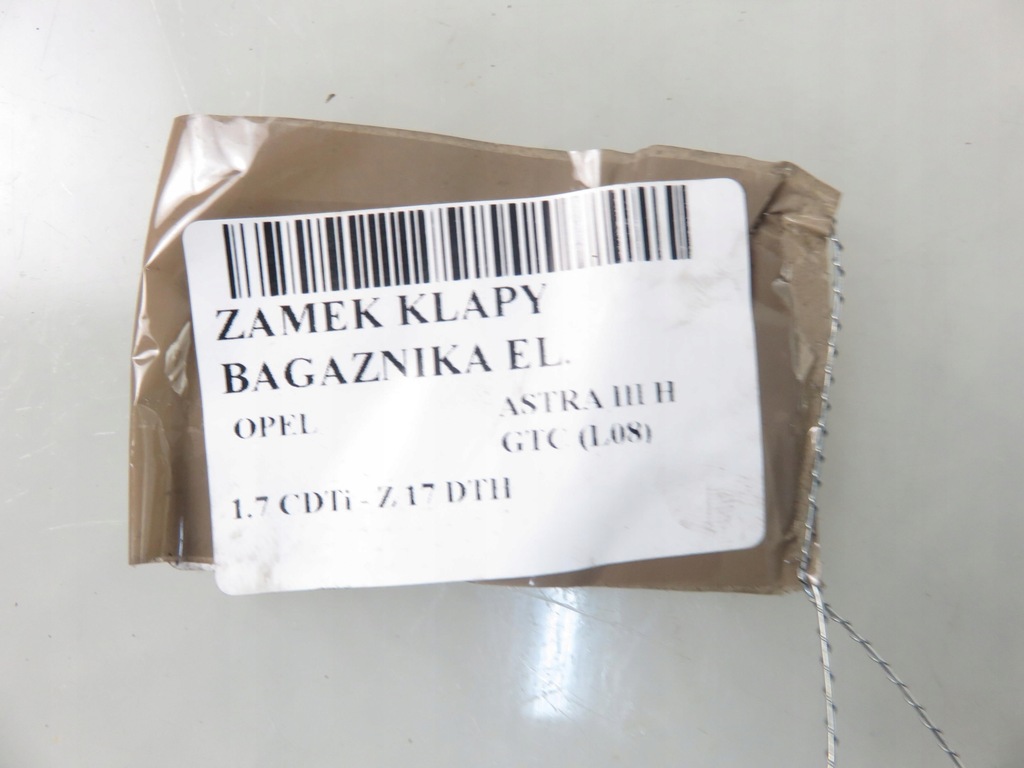 ZAMEK KLAPY
BAGAZNIKA EL.
OPEL
ASTRA III H
GTC (L08)
1.7 CDTi - Z 17 DTH